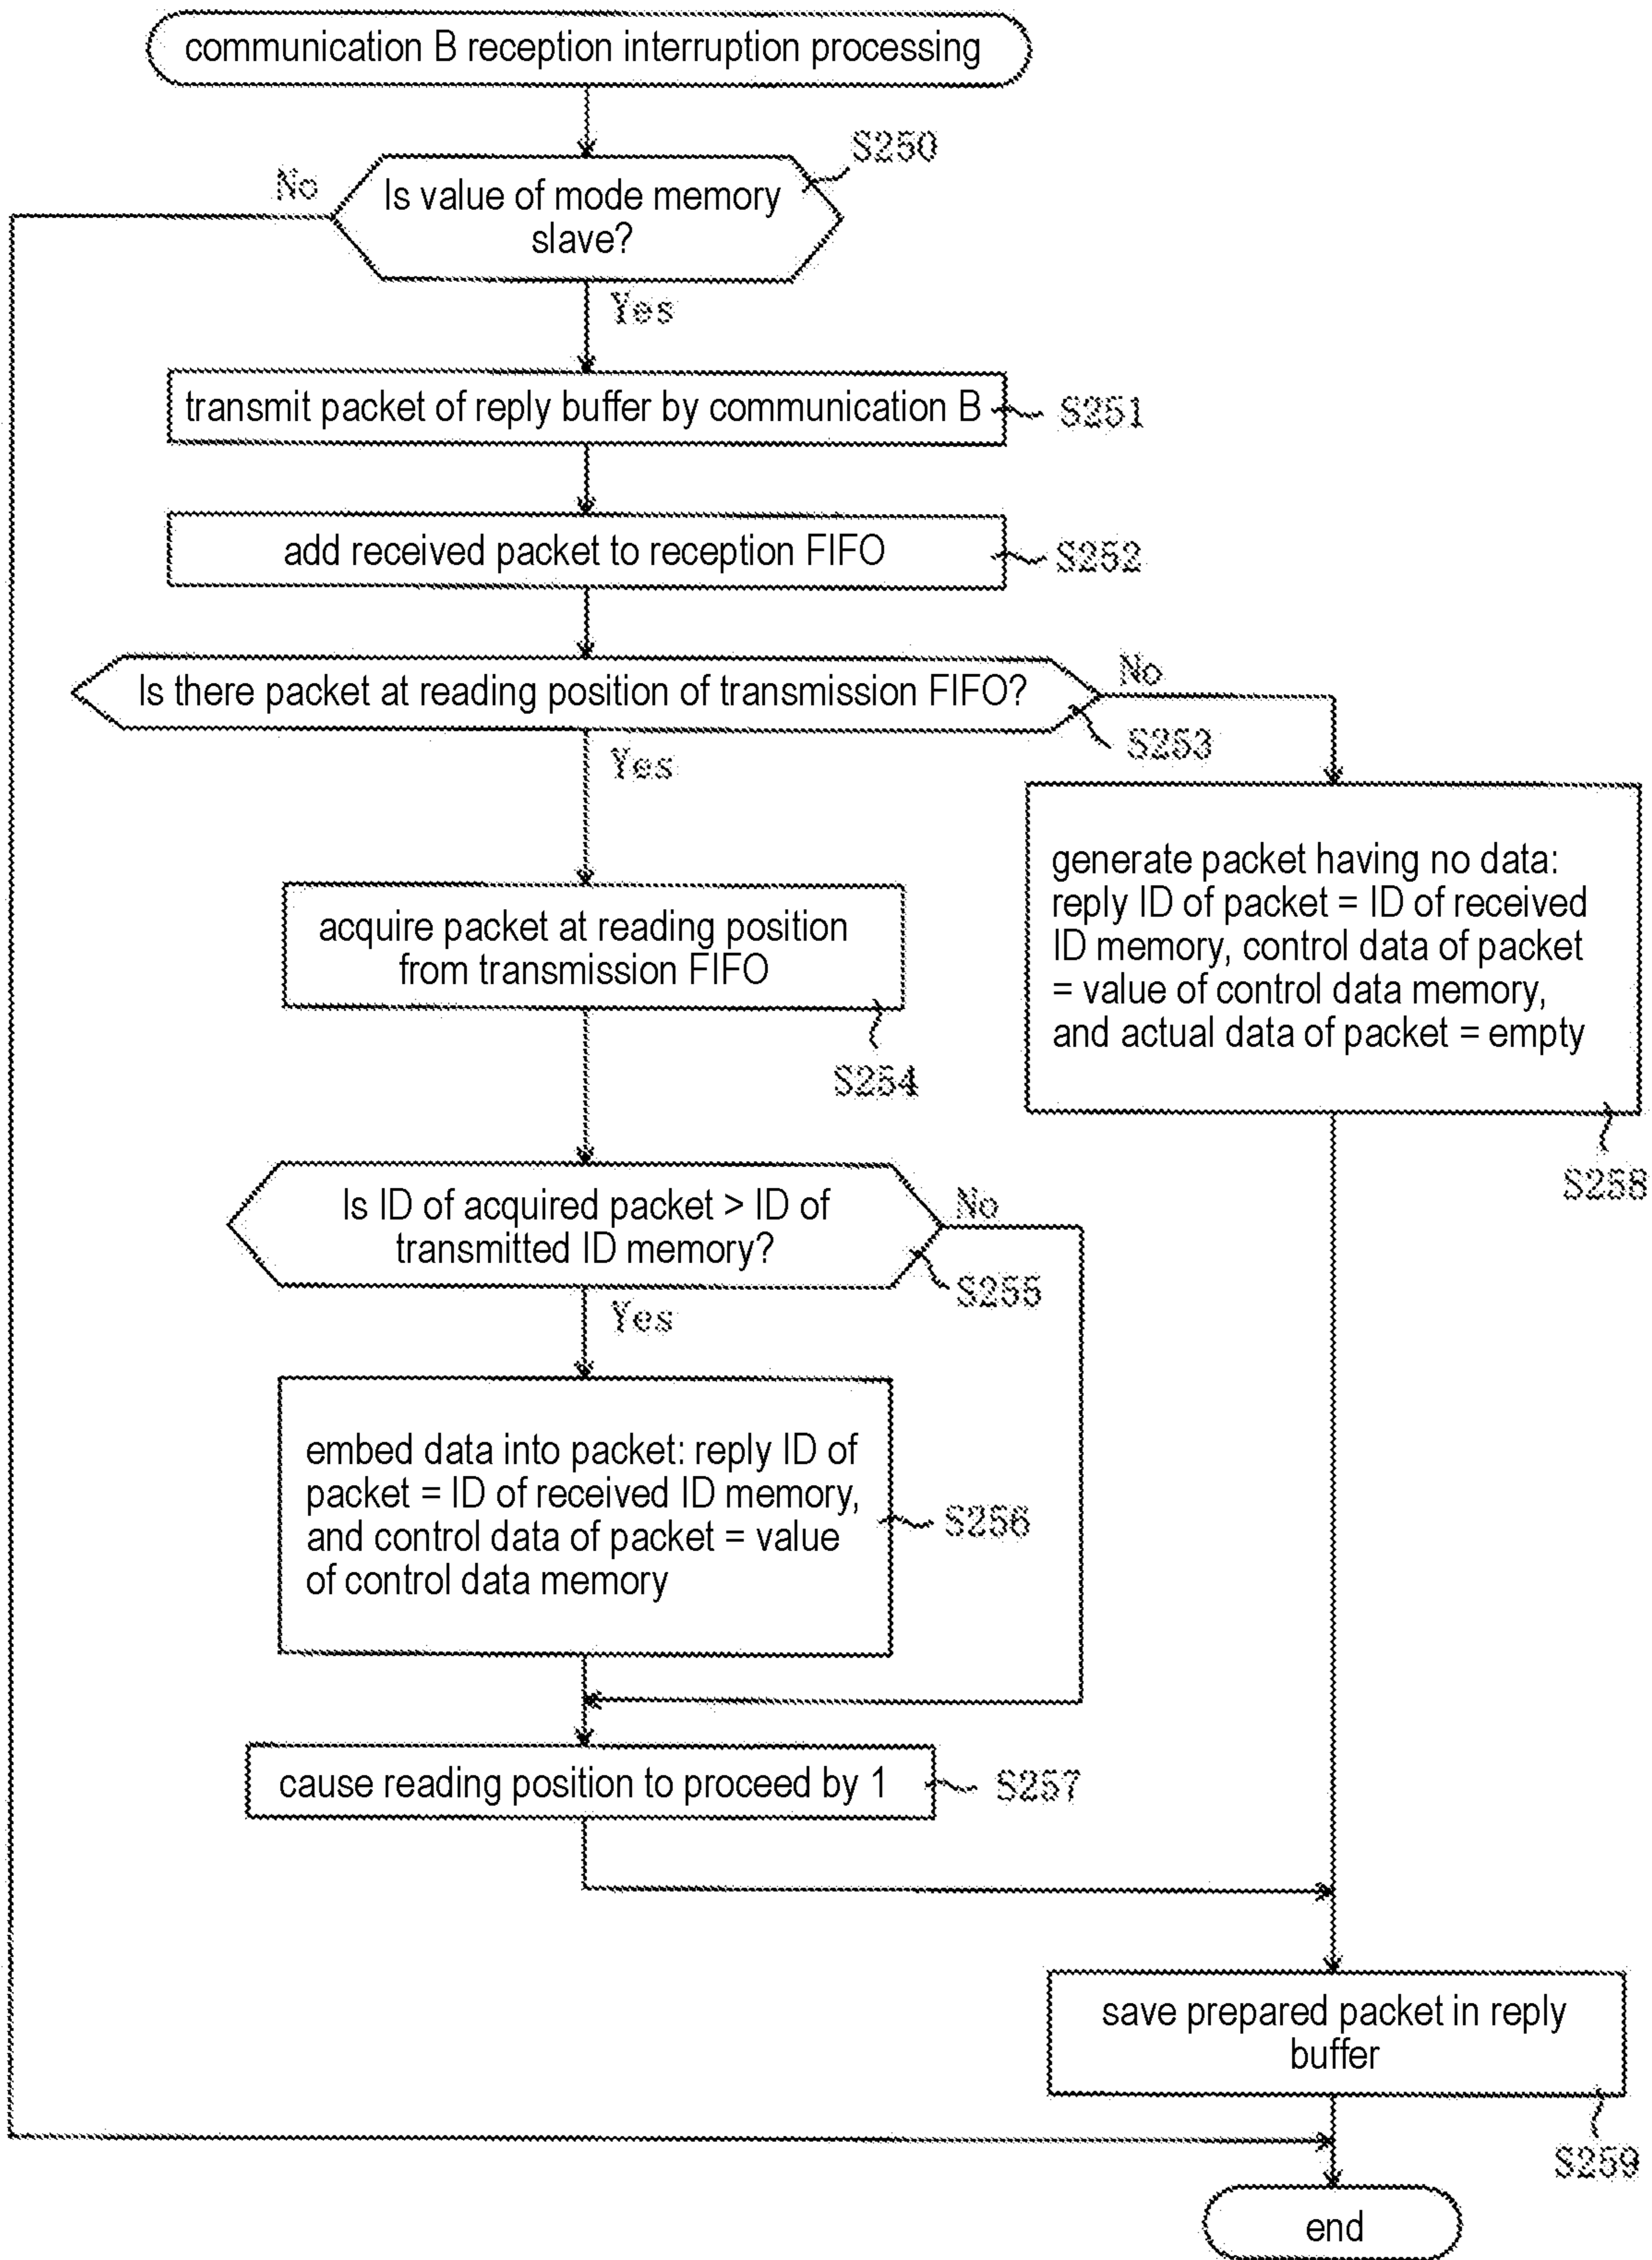 communication B reception interruption processing
S250
No
Is value of mode memory
slave?
Yes
transmit packet of reply buffer by communication B
S251
add received packet to reception FIFO
S252
Is there packet at reading position of transmission FIFO?
No
S253
Yes
generate packet having no data:
reply ID of packet = ID of received
ID memory, control data of packet
= value of control data memory,
and actual data of packet = empty
S258
acquire packet at reading position
from transmission FIFO
S254
Is ID of acquired packet > ID of
transmitted ID memory?
No
S255
Yes
embed data into packet: reply ID of
packet = ID of received ID memory,
and control data of packet = value
of control data memory
S256
cause reading position to proceed by 1
S257
save prepared packet in reply
buffer
S259
end